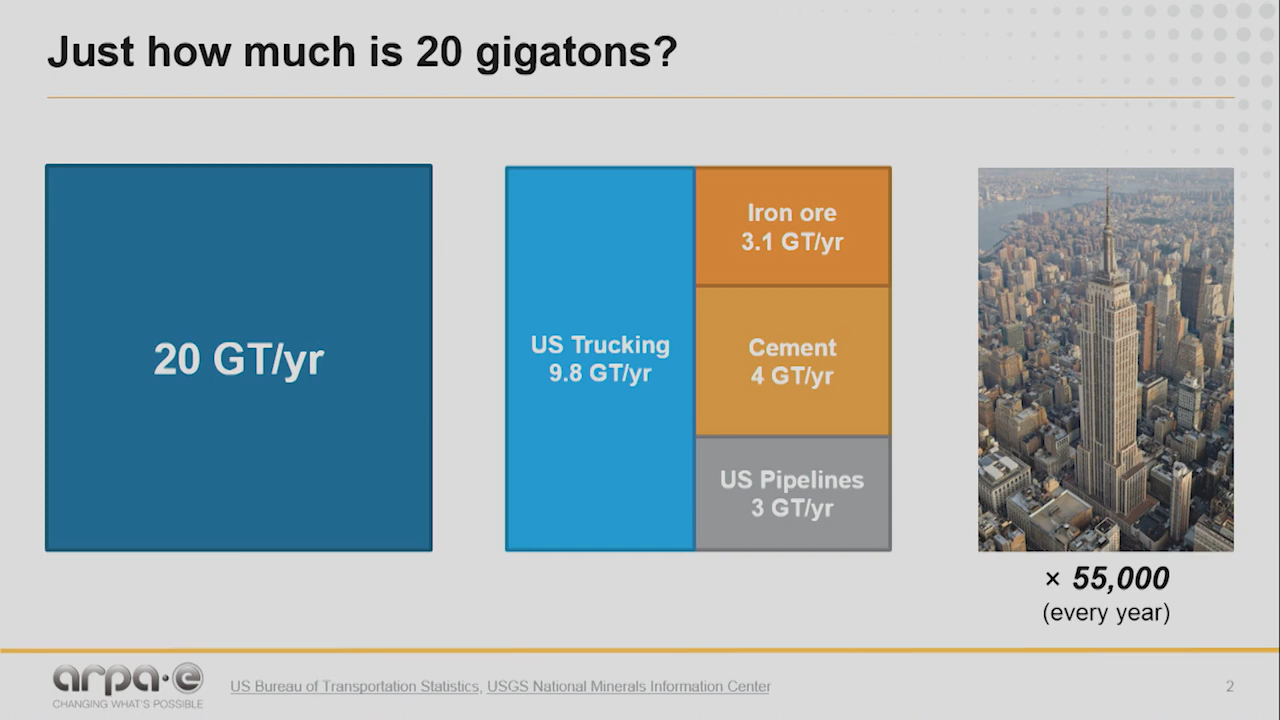 Just how much is 20 gigatons?
20 GT/yr
US Trucking
9.8 GT/yr
Iron ore
3.1 GT/yr
Cement
4 GT/yr
US Pipelines
3 GT/yr
× 55,000
(every year)
arpa·e
CHANGING WHAT'S POSSIBLE
US Bureau of Transportation Statistics, USGS National Minerals Information Center
2